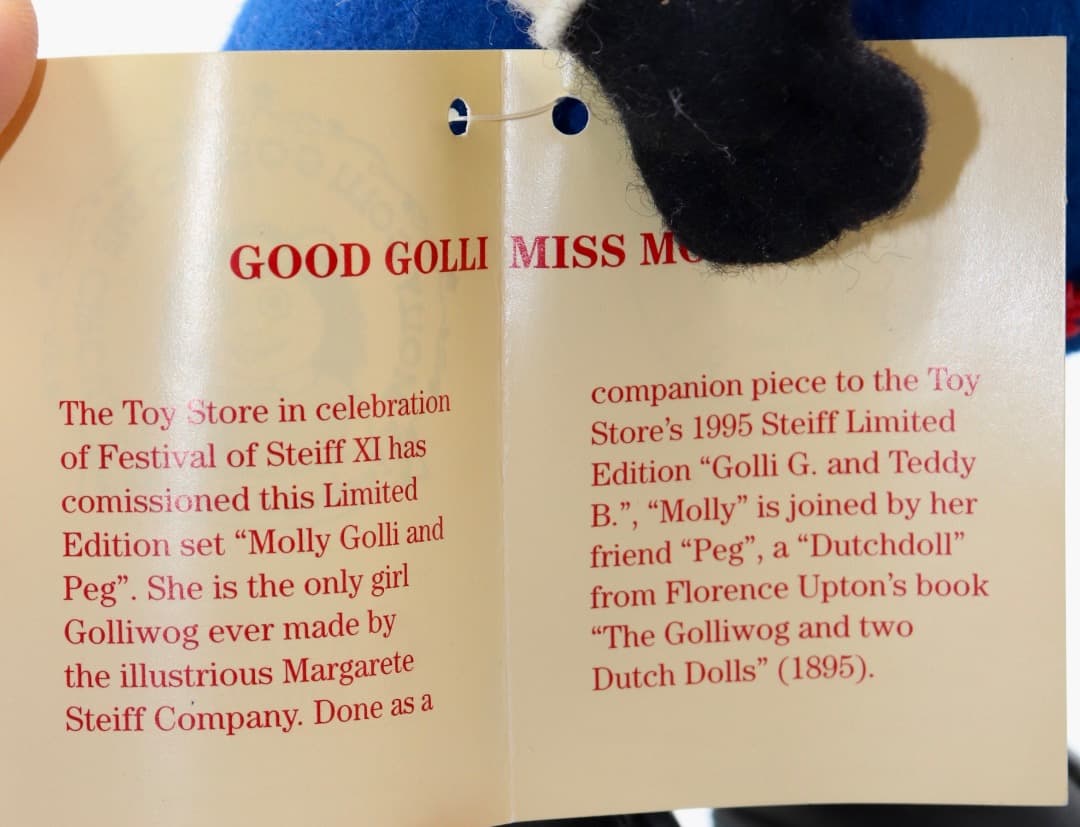 GOOD GOLLI MISS
The Toy Store in celebration
of Festival of Steiff XI has
comissioned this Limited
Edition set “Molly Golli and
Peg”. She is the only girl
Golliwog ever made by
the illustrious Margarete
Steiff Company. Done as a
companion piece to the Toy
Store’s 1995 Steiff Limited
Edition “Golli G. and Teddy
B.”, “Molly” is joined by her
friend “Peg”, a “Dutchdoll”
from Florence Upton’s book
“The Golliwog and two
Dutch Dolls” (1895).